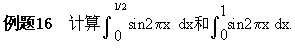 例题16 计算∫₀^{1/2} sin2πx dx和∫₀^{1} sin2πx dx.